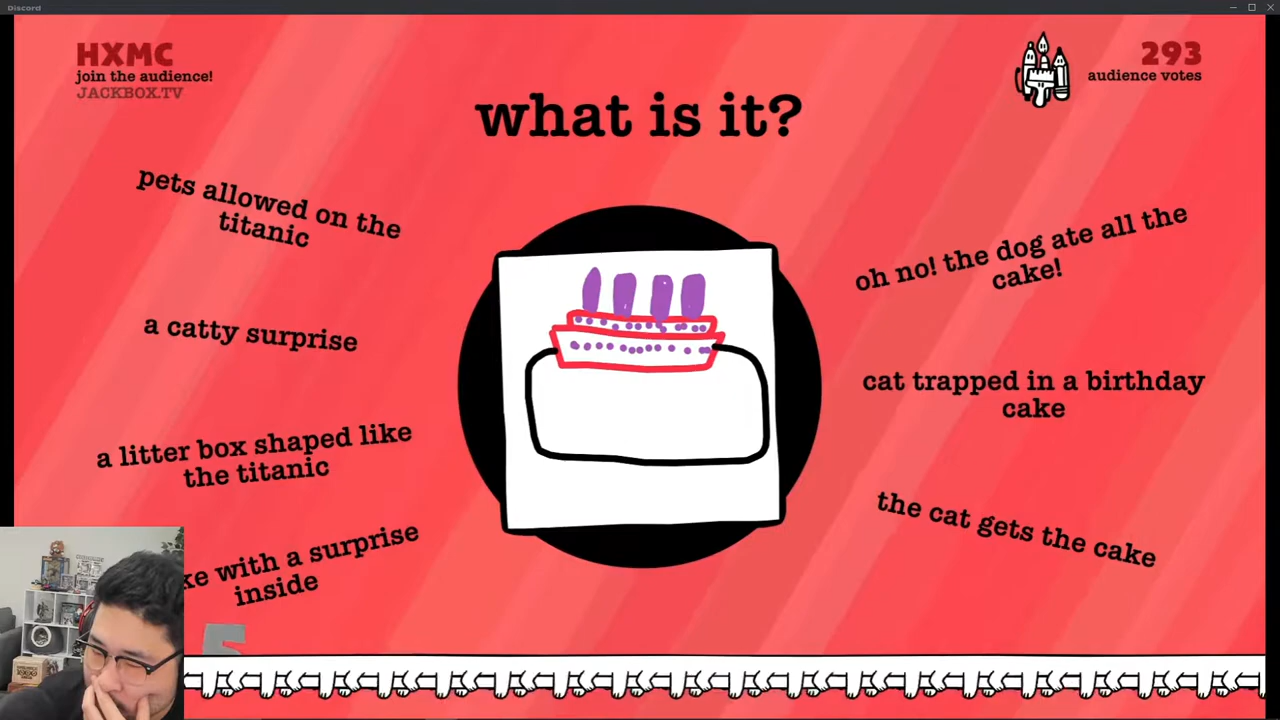 Discord
HXMC
join the audience!
JACKBOX.TV
293
audience votes
what is it?
pets allowed on the
titanic
a catty surprise
a litter box shaped like
the titanic
with a surprise
inside
oh no! the dog ate all the
cake!
cat trapped in a birthday
cake
the cat gets the cake